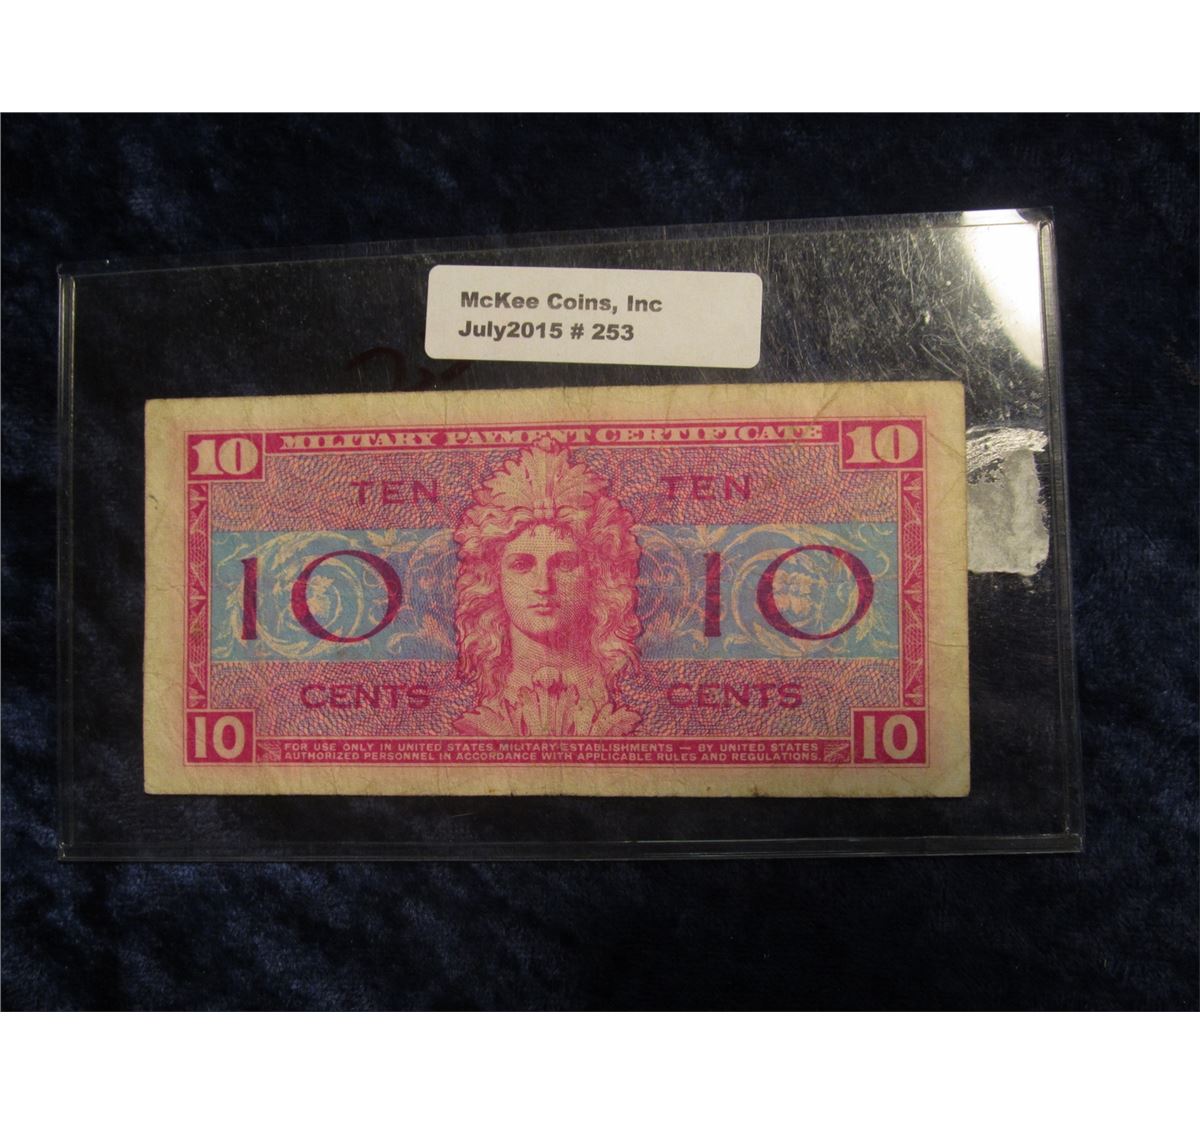 McKee Coins, Inc
July2015 # 253
10 MILITARY PAYMENT CERTIFICATE 10
TEN TEN
10 10
CENTS CENTS
10 FOR USE ONLY IN UNITED STATES MILITARY ESTABLISHMENTS — BY UNITED STATES 10
AUTHORIZED PERSONNEL IN ACCORDANCE WITH APPLICABLE RULES AND REGULATIONS.